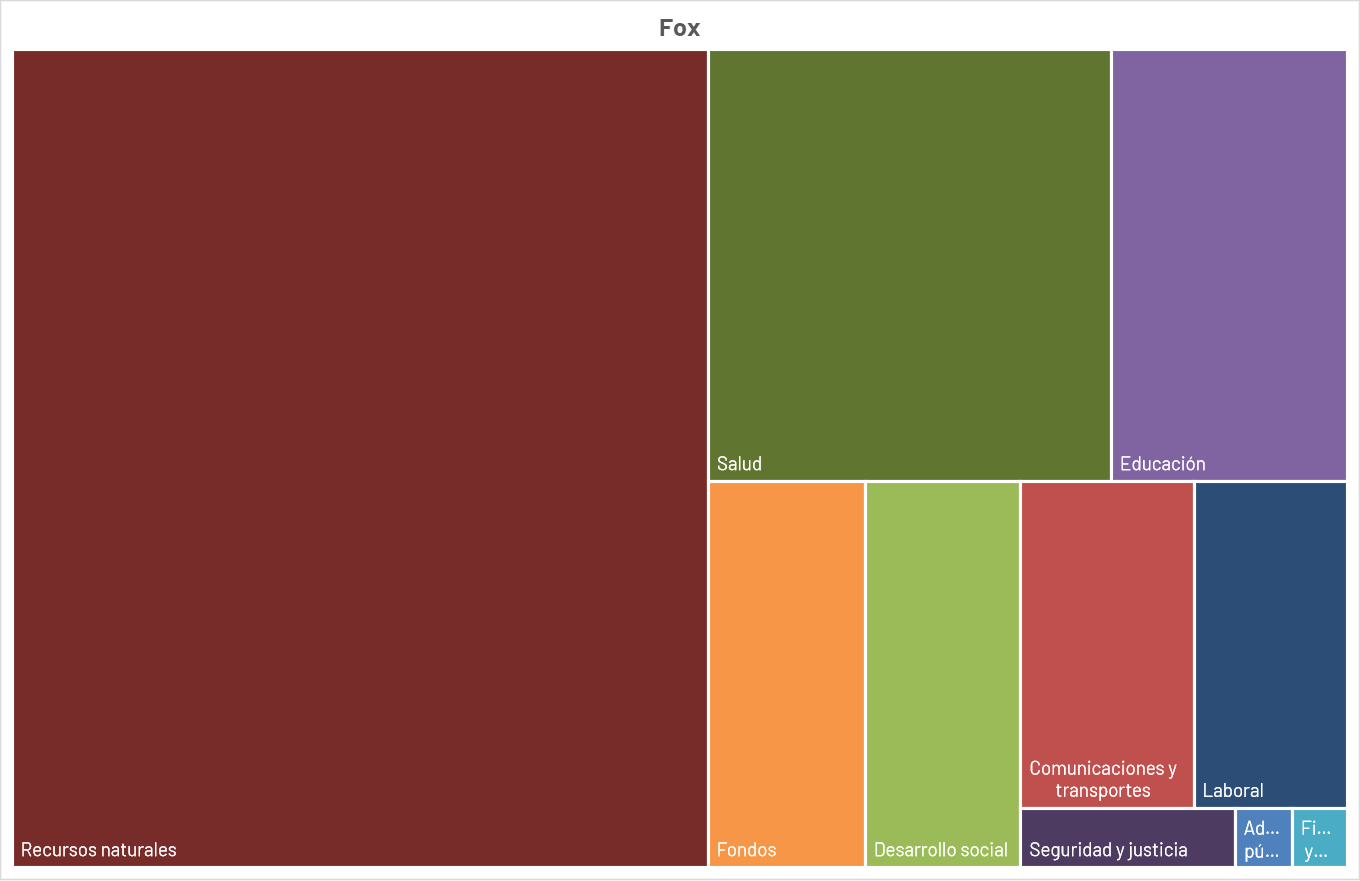 Fox
Salud
Educación
Comunicaciones y
transportes
Laboral
Recursos naturales
Fondos
Desarrollo social
Seguridad y justicia
Ad...
pú...
Fi...
y...